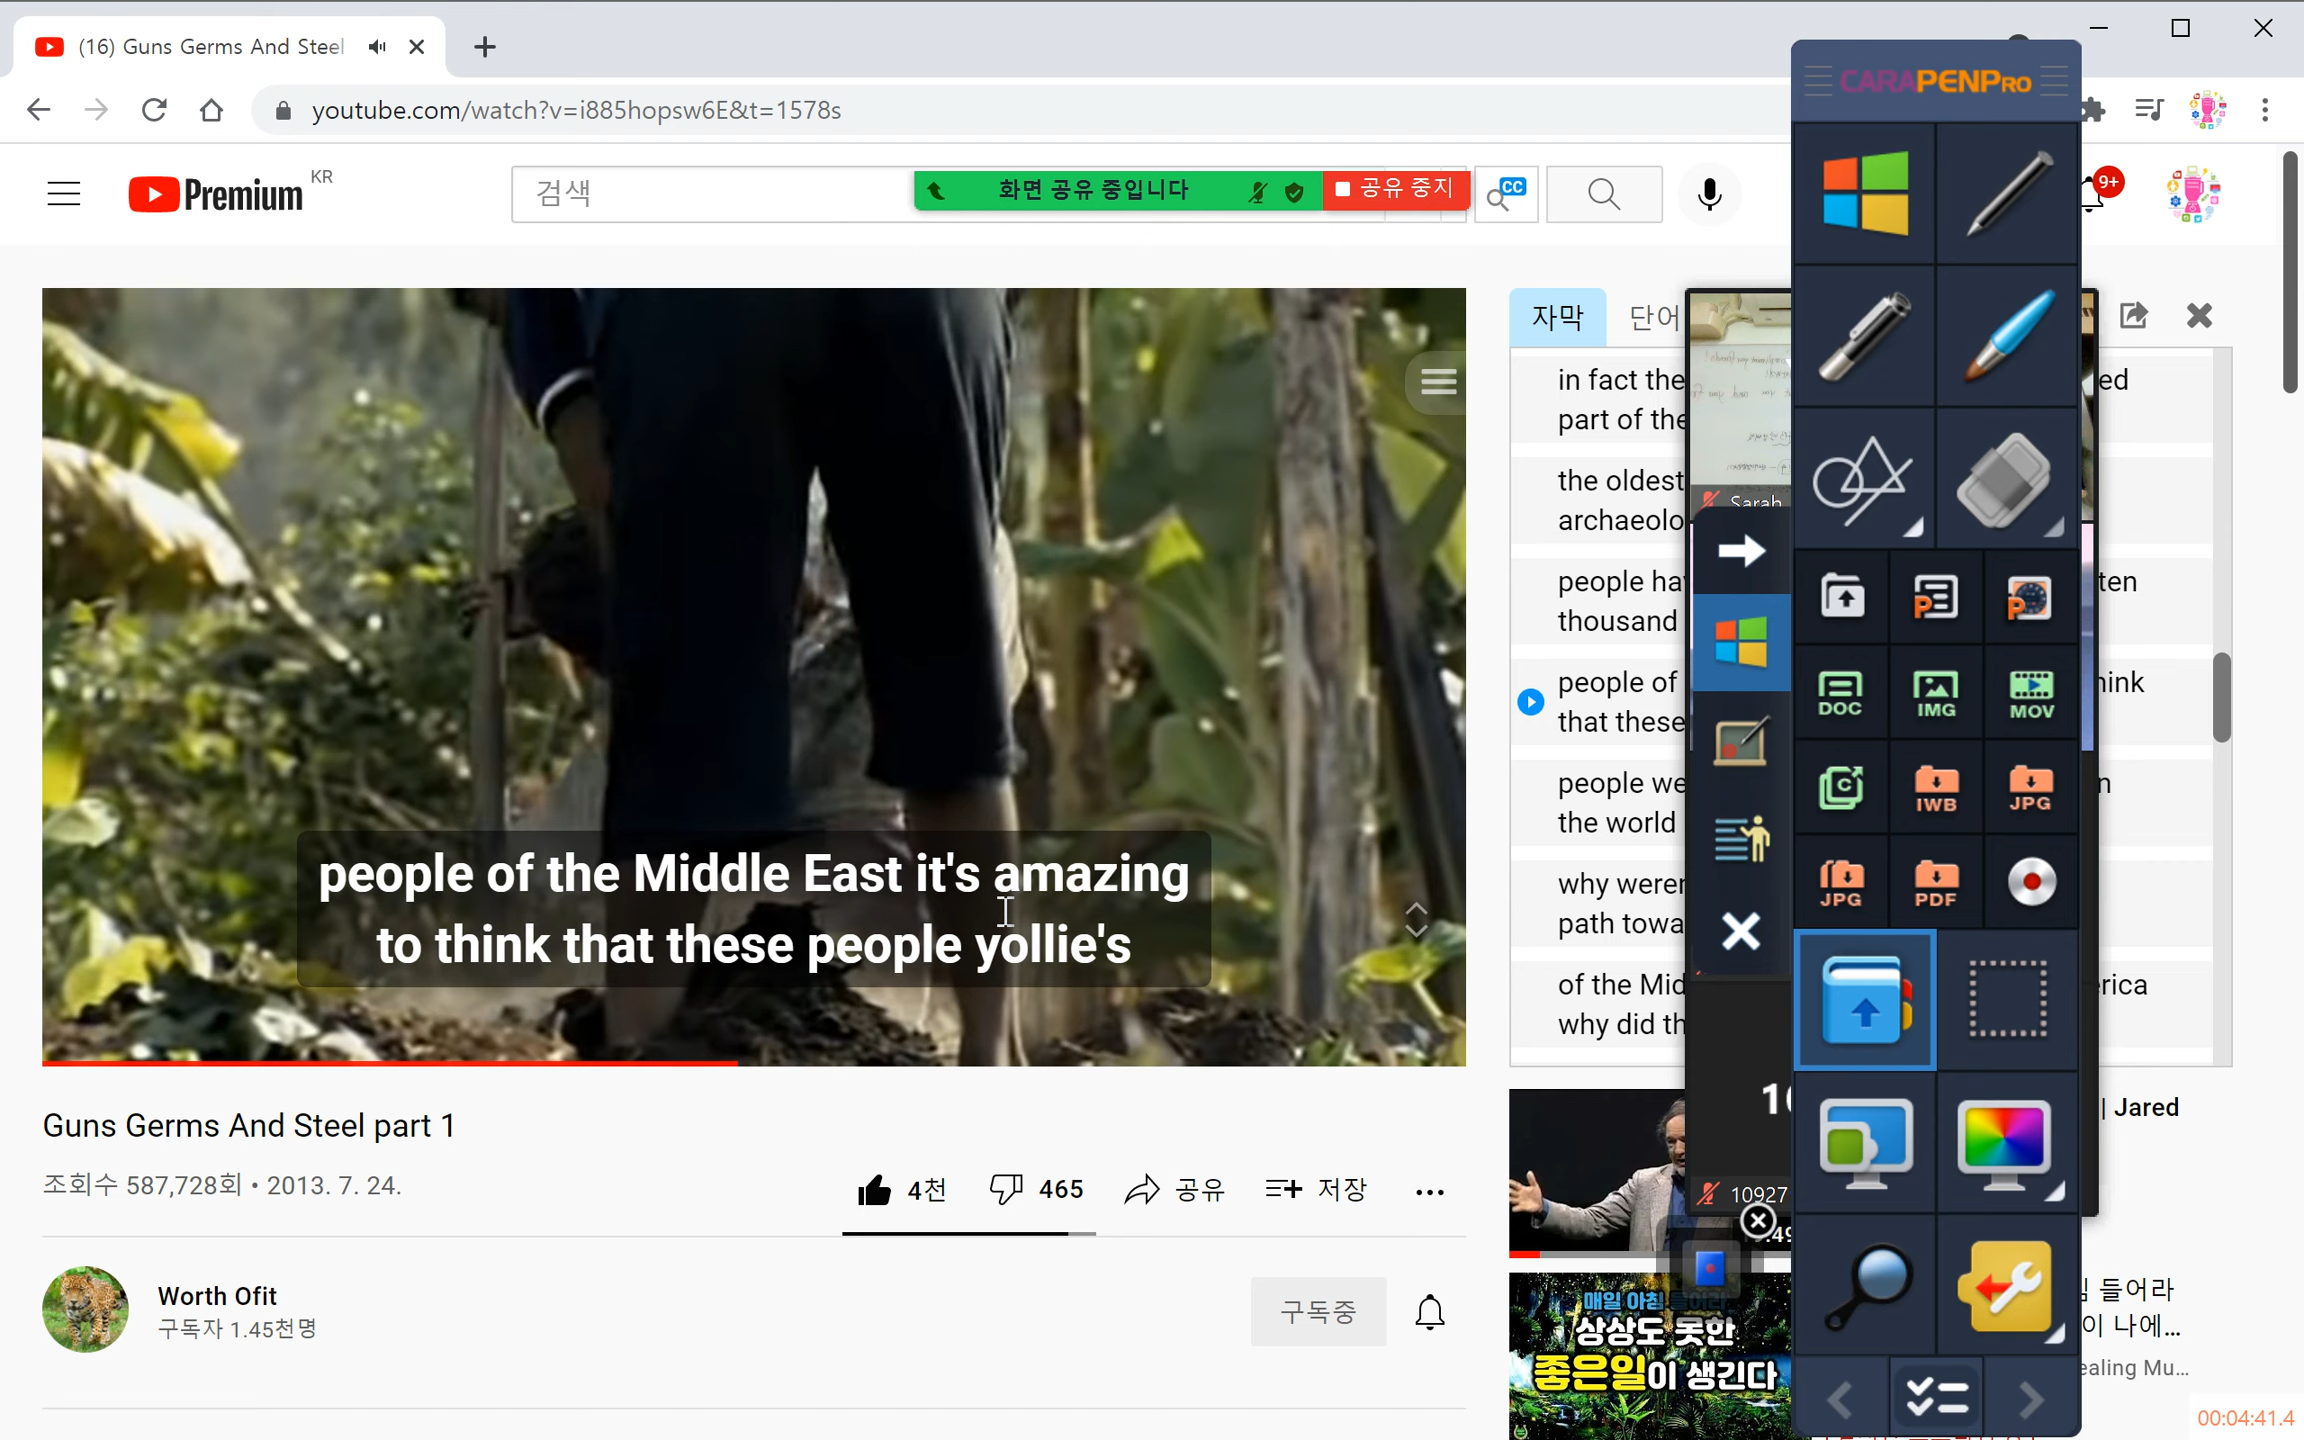 (16) Guns Germs And Steel
youtube.com/watch?v=i885hopsw6E&t=1578s
CARAPENPRO
Premium KR
검색
화면 공유 중입니다
공유 중지
CC
9+
자막 단어
in fact the
ed
part of the
the oldest
Sarah
people
ten
thousand
people of
hink
that these
people we
n
the world
why
path
of the Mid
rica
why did th
DOC
IMG
MOV
C
IWB
JPG
JPG
PDF
people of the Middle East it's amazing
to think that these people yollie's
Guns Germs And Steel part 1
조회수 587,728회 • 2013. 7. 24.
4천
465
공유
저장
Worth Ofit
구독자 1.45천명
구독중
| Jared
10927
매일 아침 들어라
상상도 못한
좋은일이 생긴다
들어라
이 나에...
ealing Mu...
00:04:41.4